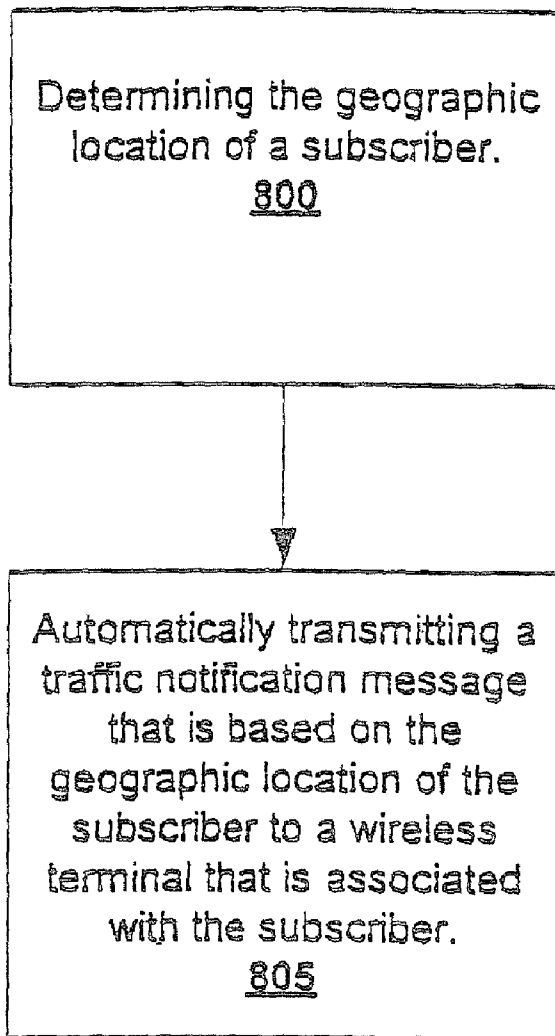 Determining the geographic
location of a subscriber.
800
Automatically transmitting a
traffic notification message
that is based on the
geographic location of the
subscriber to a wireless
terminal that is associated
with the subscriber.
805